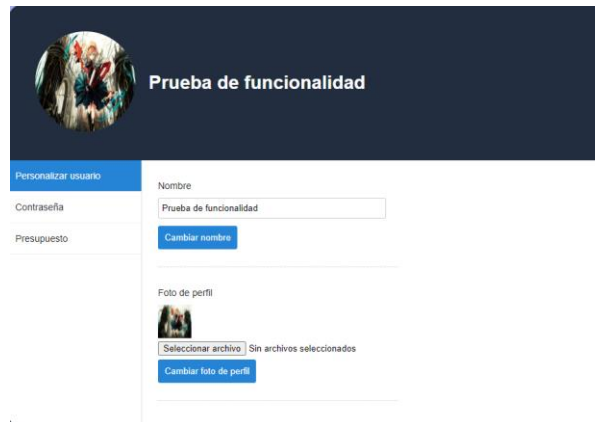 Prueba de funcionalidad
Personalizar usuario
Contraseña
Presupuesto
Nombre
Prueba de funcionalidad
Cambiar nombre
Foto de perfil
Seleccionar archivo Sin archivos seleccionados
Cambiar foto de perfil